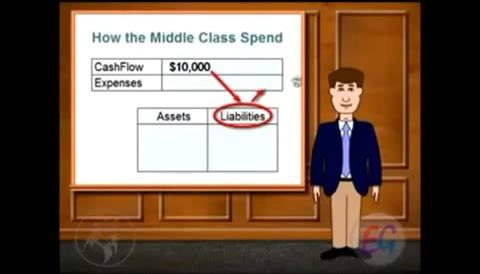 How the Middle Class Spend
CashFlow $10,000
Expenses
Assets Liabilities
EG